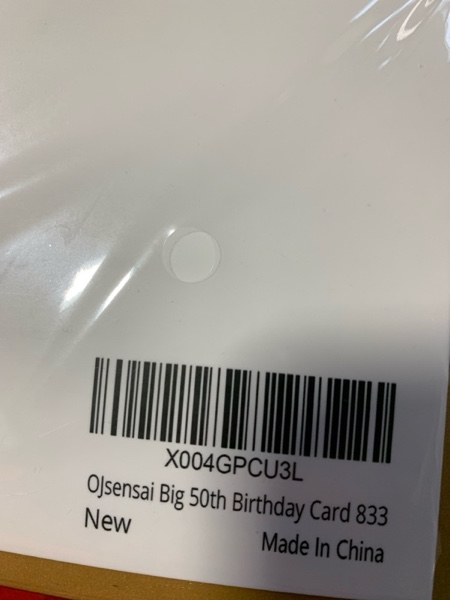 X004GPCU3L
OJsensai Big 50th Birthday Card 833
New
Made In China